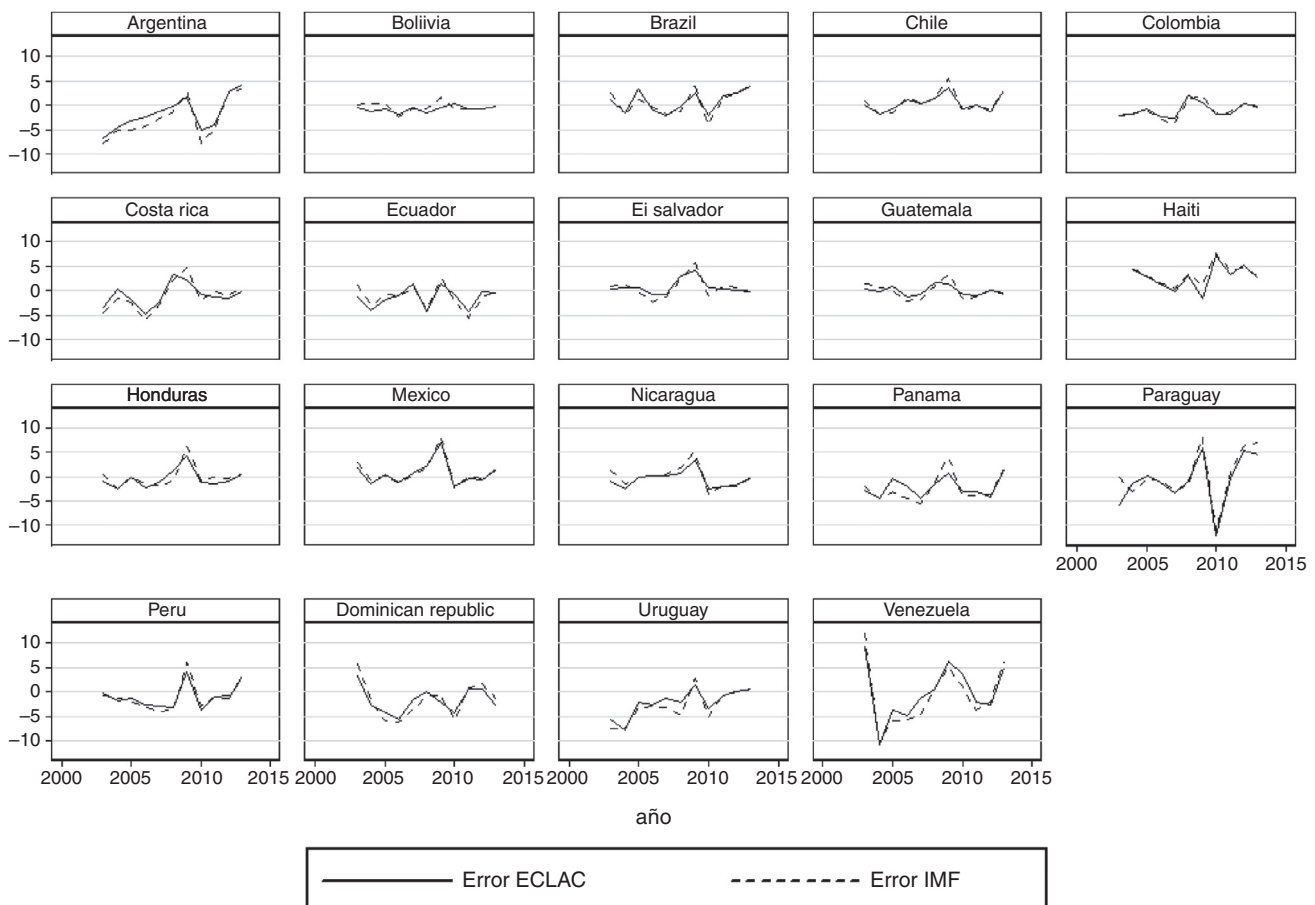 Argentina Boliivia Brazil Chile Colombia
10
5
0
−5
−10
Costa rica Ecuador Ei salvador Guatemala Haiti
10
5
0
−5
−10
Honduras Mexico Nicaragua Panama Paraguay
10
5
0
−5
−10
2000 2005 2010 2015
Peru Dominican republic Uruguay Venezuela
10
5
0
−5
−10
2000 2005 2010 2015 2000 2005 2010 2015 2000 2005 2010 2015 2000 2005 2010 2015
año
Error ECLAC Error IMF